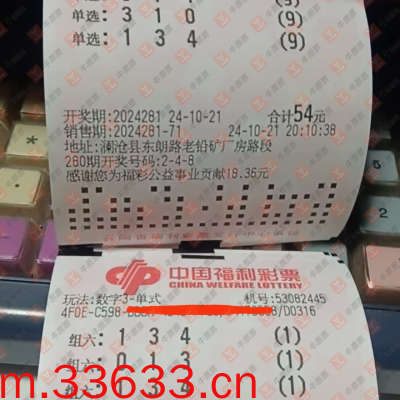 单选: 3 1 0 (9)
单选: 1 3 4 (9)
开奖期:2024281 24-10-21 合计54元
销售期:2024281-71 24-10-21 20:10:38
地址:澜沧县东朗路老铅矿厂房路段
280期开奖号码:2-4-8
感谢您为福彩公益事业贡献18.36元
中国福利彩票
CHINA WELFARE LOTTERY
玩法:数字3-单式 机号:53082445
4F0E-C598- /D0316
组六: 1 3 4 (1)
组六: 0 1 3 (1)
m.33633.cn